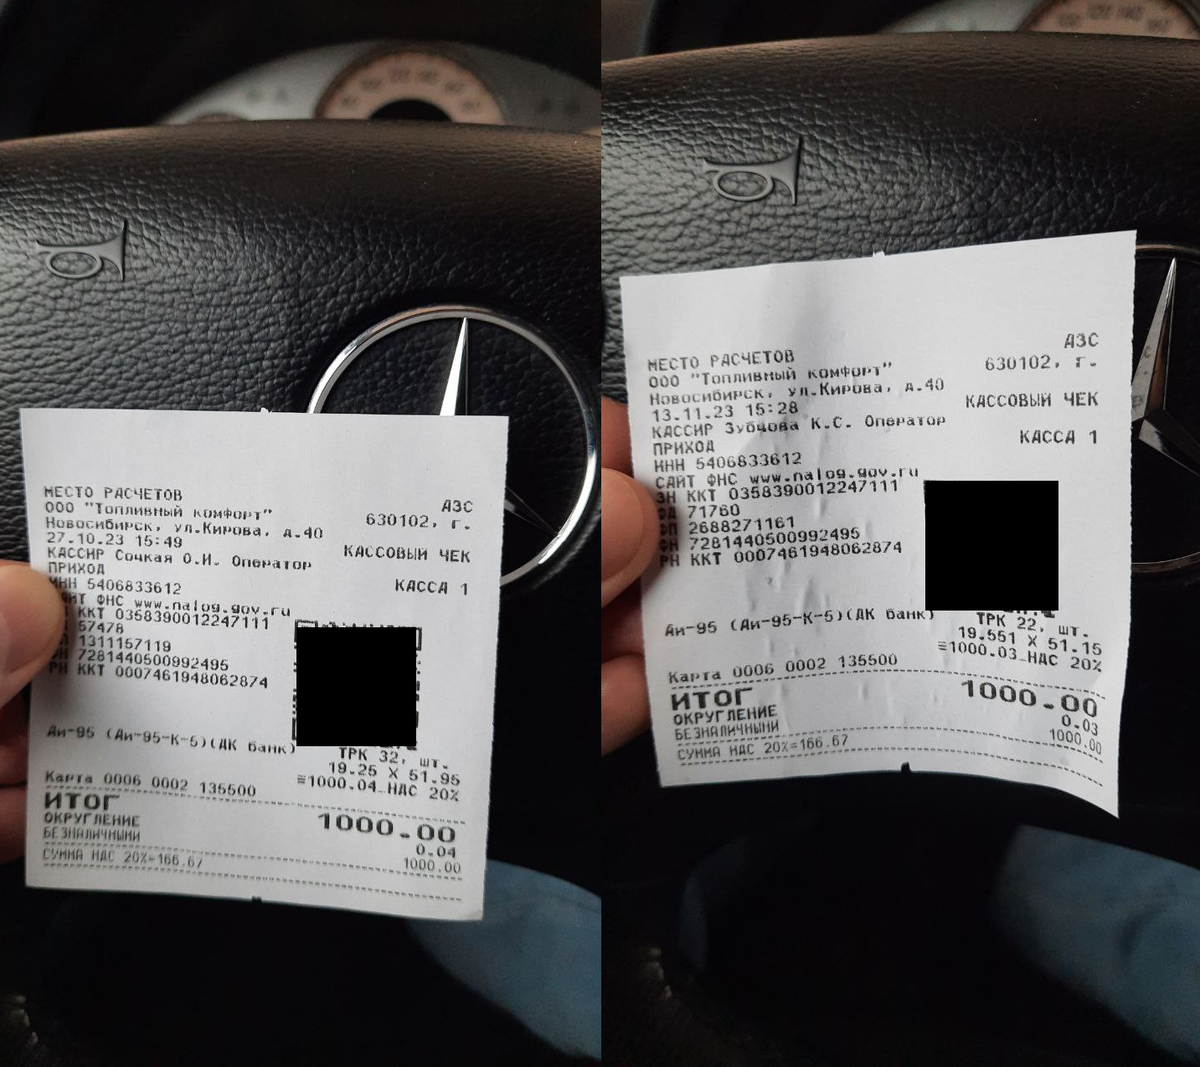 МЕСТО РАСЧЕТОВ
АЗС
ООО "Топливный комфорт"
630102, г.
Новосибирск, ул.Кирова, д.40
27.10.23 15:49
КАССОВЫЙ ЧЕК
КАССИР Сочкая О.И. Оператор
ПРИХОД
КАССА 1
ИНН 5406833612
САЙТ ФНС www.nalog.gov.ru
ККТ 0358390012247111
57478
1311157119
7281440500992495
РН ККТ 0007461948062874
Аи-95 (Аи-95-К-5)(ДК банк)
ТРК 32, шт.
19.25 X 51.95
≡1000.04_НДС 20%
Карта 0006 0002 135500
ИТОГ
1000.00
ОКРУГЛЕНИЕ
0.04
БЕЗНАЛИЧНЫМИ
1000.00
СУММА НДС 20%=166.67
МЕСТО РАСЧЕТОВ
АЗС
ООО "Топливный комфорт"
630102, г.
Новосибирск, ул.Кирова, д.40
13.11.23 15:28
КАССОВЫЙ ЧЕК
КАССИР Зубцова К.С. Оператор
ПРИХОД
КАССА 1
ИНН 5406833612
САЙТ ФНС www.nalog.gov.ru
ЗН ККТ 0358390012247111
ФД 71760
ФП 2688271161
ФН 7281440500992495
РН ККТ 0007461948062874
Аи-95 (Аи-95-К-5)(ДК банк)
ТРК 22, шт.
19.551 X 51.15
≡1000.03_НДС 20%
Карта 0006 0002 135500
ИТОГ
1000.00
ОКРУГЛЕНИЕ
0.03
БЕЗНАЛИЧНЫМИ
1000.00
СУММА НДС 20%=166.67